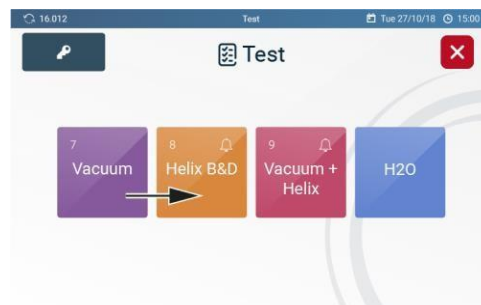 16.012 Test Tue 27/10/18 15:00
Test
7 8 9
Vacuum Helix B&D Vacuum + Helix H2O